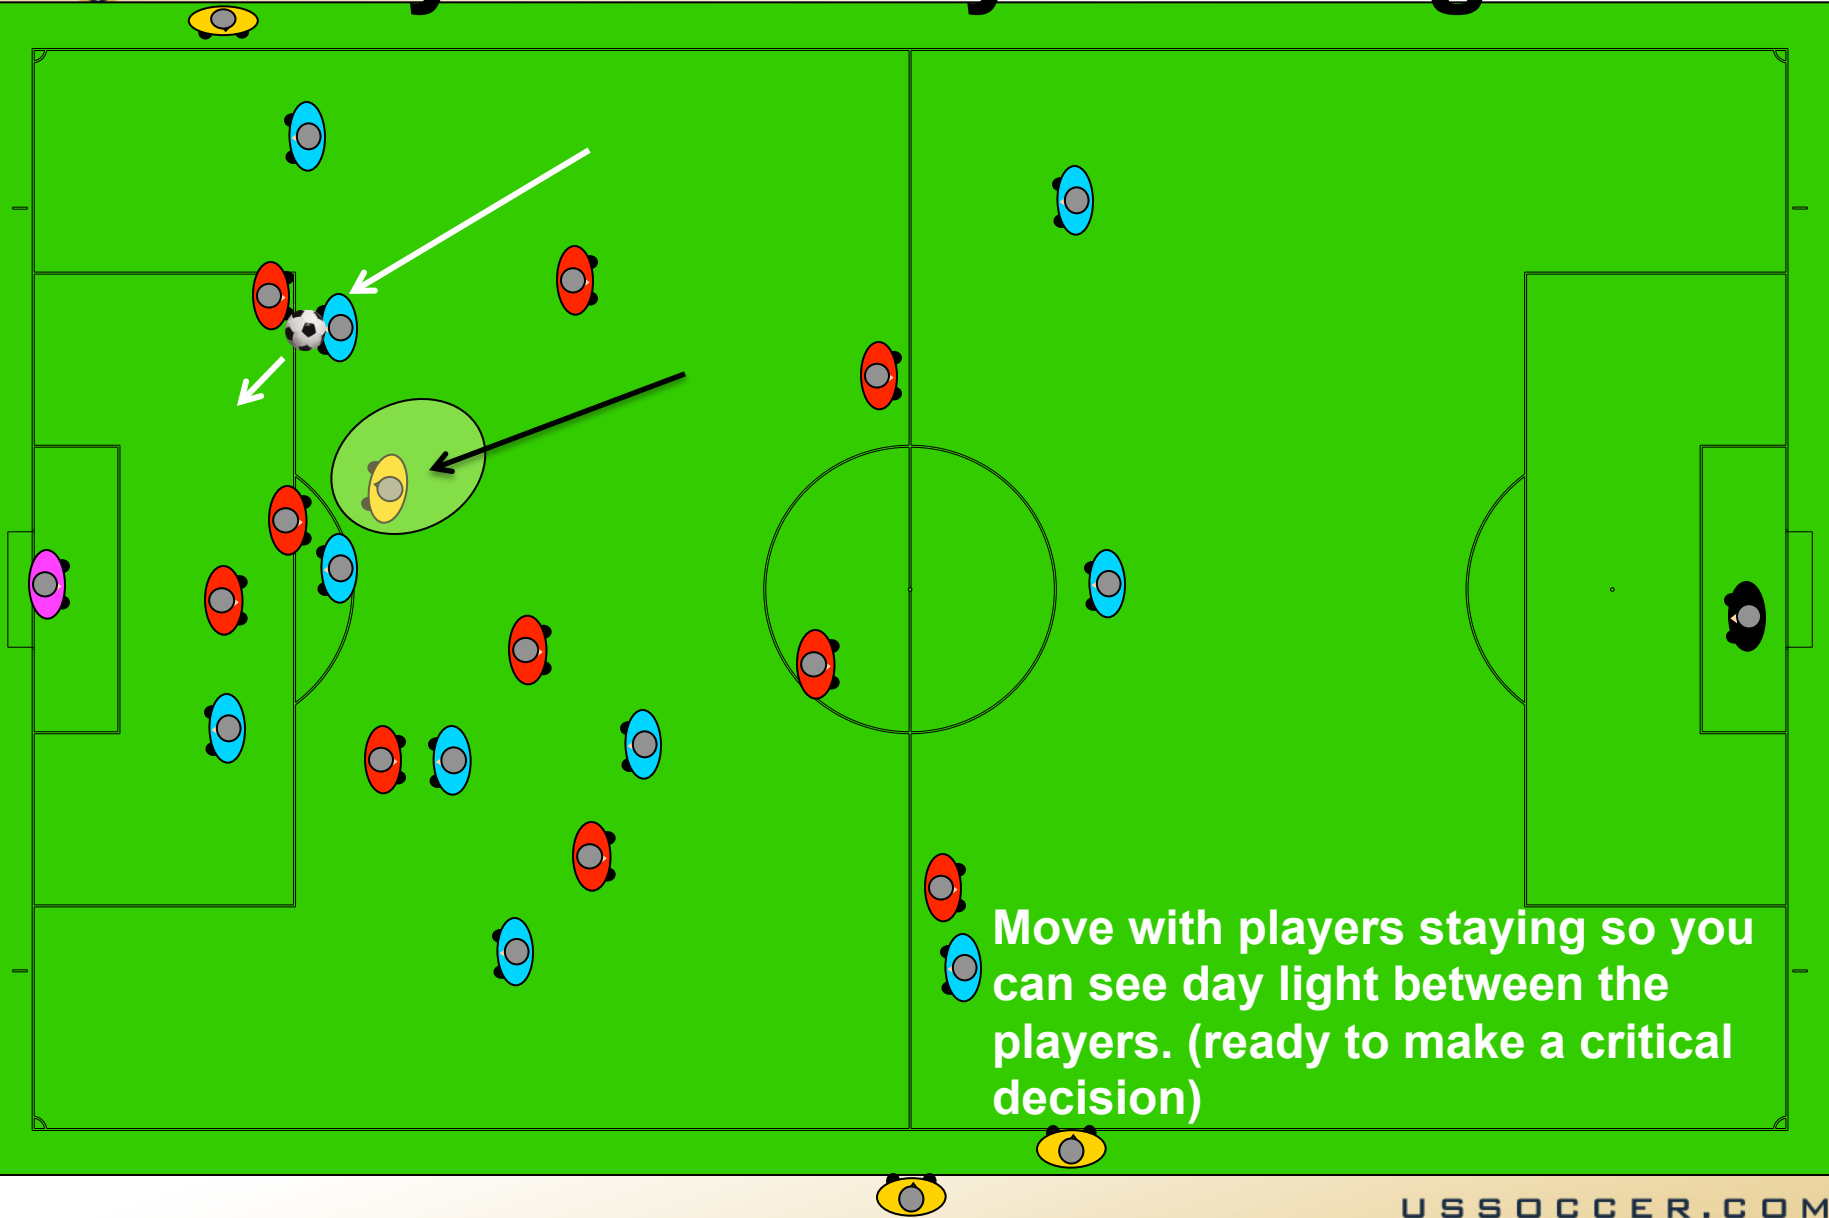 Move with players staying so you
can see day light between the
players. (ready to make a critical
decision)
USSOCCER.COM